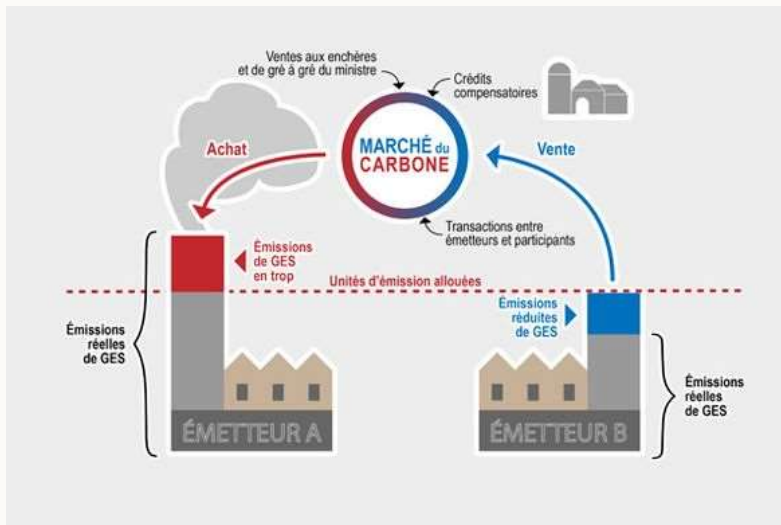 Ventes aux enchères
et de gré à gré du ministre
Crédits
compensatoires
MARCHÉ du
CARBONE
Achat
Vente
Transactions entre
émetteurs et participants
Émissions
de GES
en trop
Unités d'émission allouées
Émissions
réduites
de GES
Émissions
réelles
de GES
Émissions
réelles
de GES
ÉMETTEUR A
ÉMETTEUR B